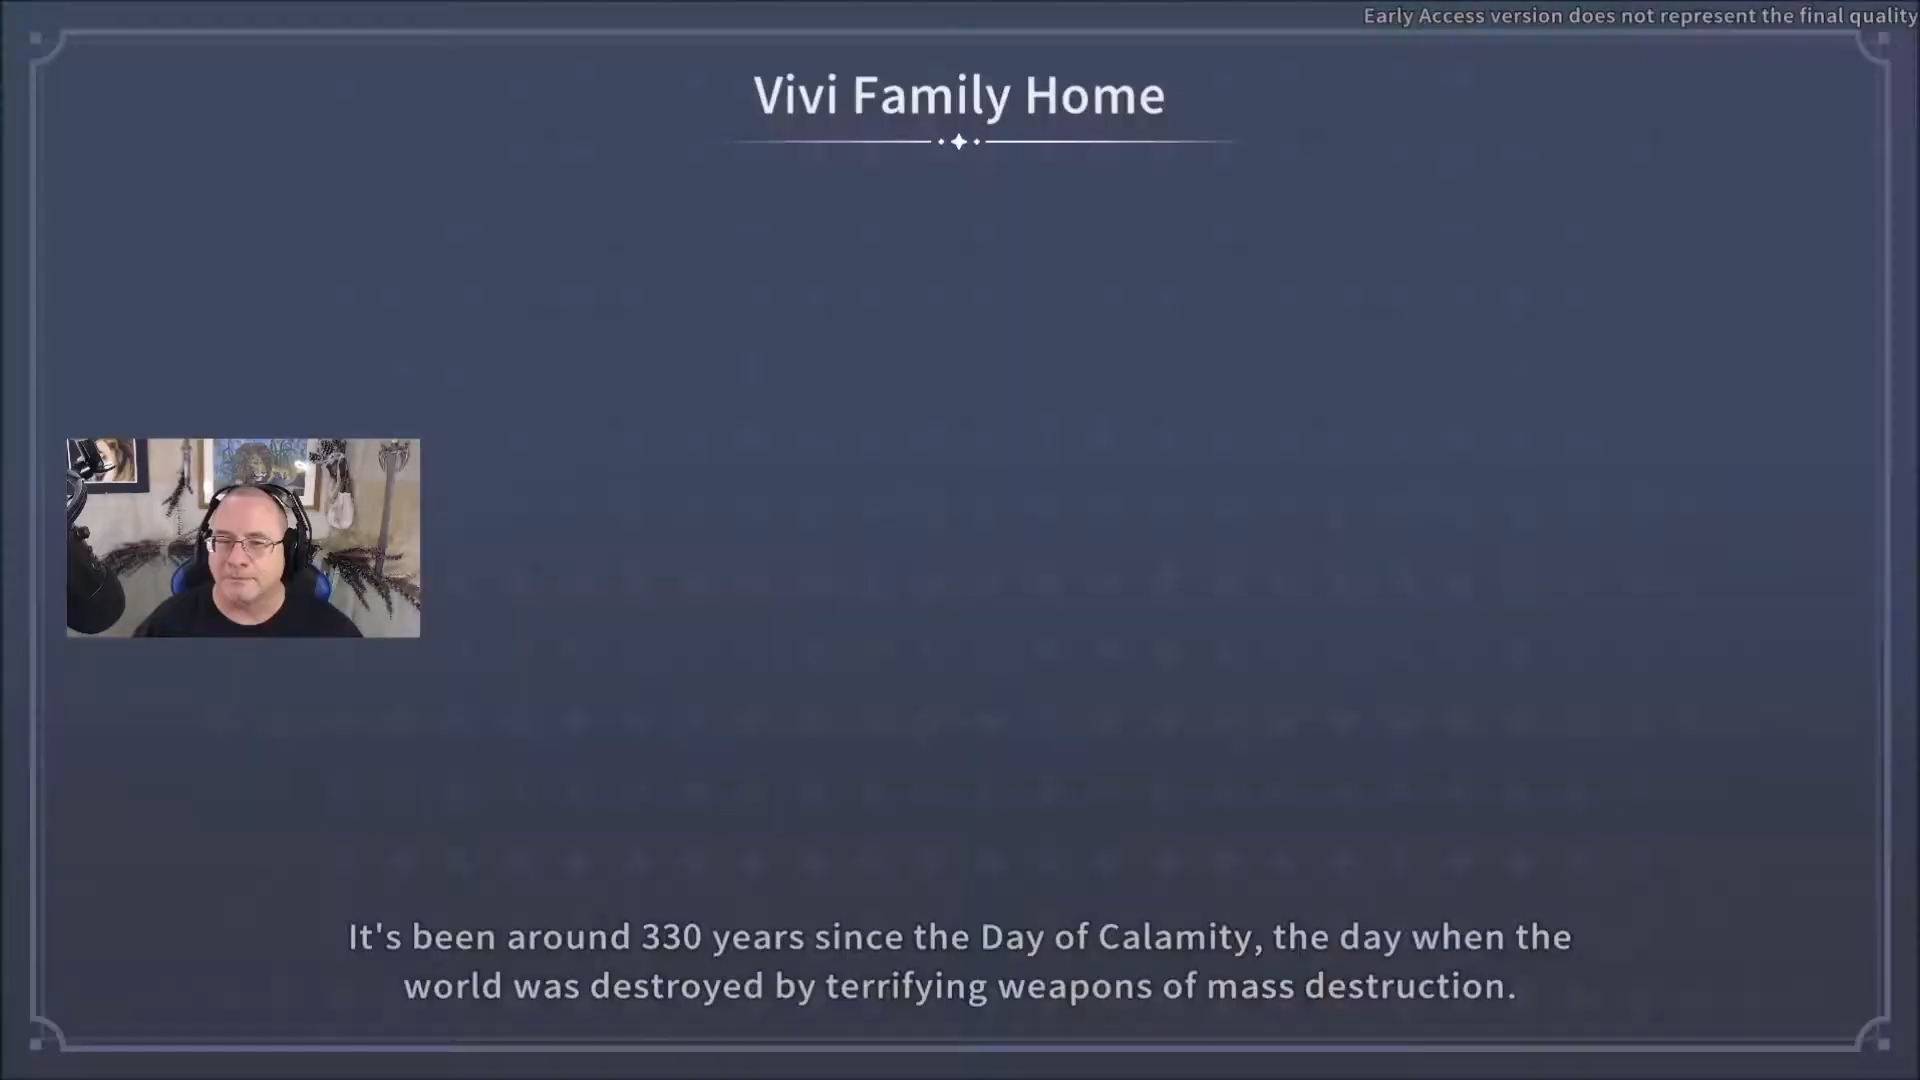 Early Access version does not represent the final quality
Vivi Family Home
It's been around 330 years since the Day of Calamity, the day when the
world was destroyed by terrifying weapons of mass destruction.